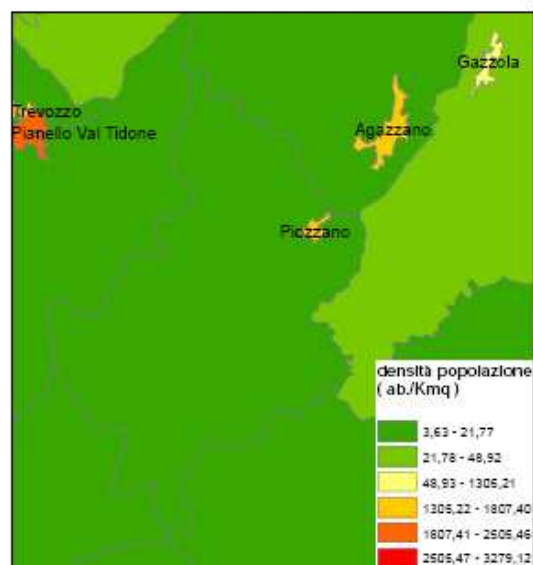 Gazzola
Trevozzo
Pianello Val Tidone
Agazzano
Piozzano
densità popolazione
( ab./Kmq )
3,63 - 21,77
21,78 - 48,92
48,93 - 1305,21
1305,22 - 1807,40
1807,41 - 2505,46
2505,47 - 3279,12